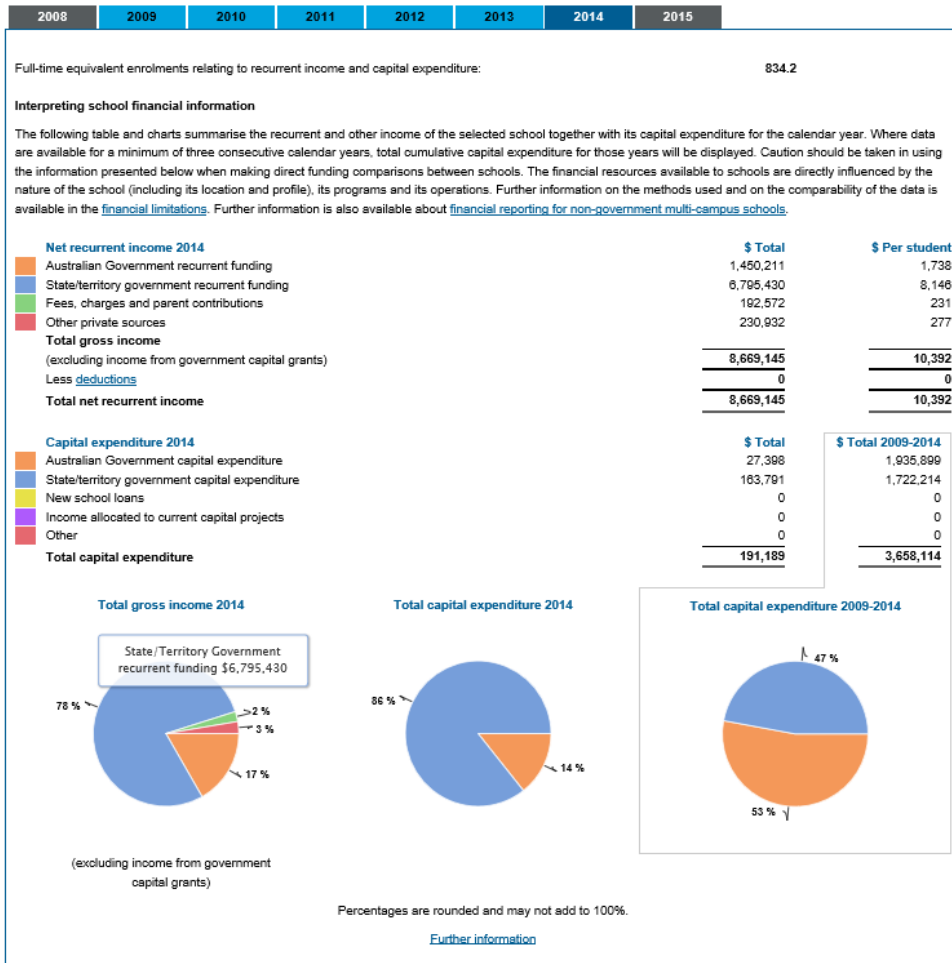 2008 2009 2010 2011 2012 2013 2014 2015
Full-time equivalent enrolments relating to recurrent income and capital expenditure: 834.2
Interpreting school financial information
The following table and charts summarise the recurrent and other income of the selected school together with its capital expenditure for the calendar year. Where data
are available for a minimum of three consecutive calendar years, total cumulative capital expenditure for those years will be displayed. Caution should be taken in using
the information presented below when making direct funding comparisons between schools. The financial resources available to schools are directly influenced by the
nature of the school (including its location and profile), its programs and its operations. Further information on the methods used and on the comparability of the data is
available in the financial limitations. Further information is also available about financial reporting for non-government multi-campus schools.
Net recurrent income 2014 $ Total $ Per student
Australian Government recurrent funding 1,450,211 1,738
State/territory government recurrent funding 6,795,430 8,146
Fees, charges and parent contributions 192,572 231
Other private sources 230,932 277
Total gross income
(excluding income from government capital grants) 8,669,145 10,392
Less deductions 0 0
Total net recurrent income 8,669,145 10,392
Capital expenditure 2014 $ Total $ Total 2009-2014
Australian Government capital expenditure 27,398 1,935,899
State/territory government capital expenditure 163,791 1,722,214
New school loans 0 0
Income allocated to current capital projects 0 0
Other 0 0
Total capital expenditure 191,189 3,658,114
Total gross income 2014 Total capital expenditure 2014 Total capital expenditure 2009-2014
State/Territory Government
recurrent funding $6,795,430
47 %
78 % 2 % 86 %
3 %
17 % 14 %
53 %
(excluding income from government
capital grants)
Percentages are rounded and may not add to 100%.
Further information